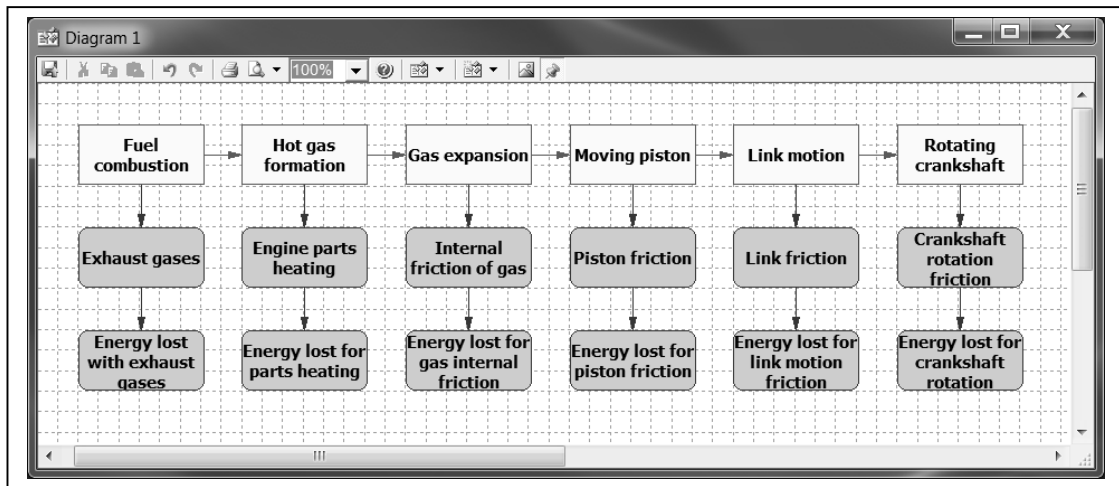 Diagram 1
100%
Fuel
combustion
Hot gas
formation
Gas expansion
Moving piston
Link motion
Rotating
crankshaft
Exhaust gases
Engine parts
heating
Internal
friction of gas
Piston friction
Link friction
Crankshaft
rotation
friction
Energy lost
with exhaust
gases
Energy lost for
parts heating
Energy lost for
gas internal
friction
Energy lost for
piston friction
Energy lost for
link motion
friction
Energy lost for
crankshaft
rotation